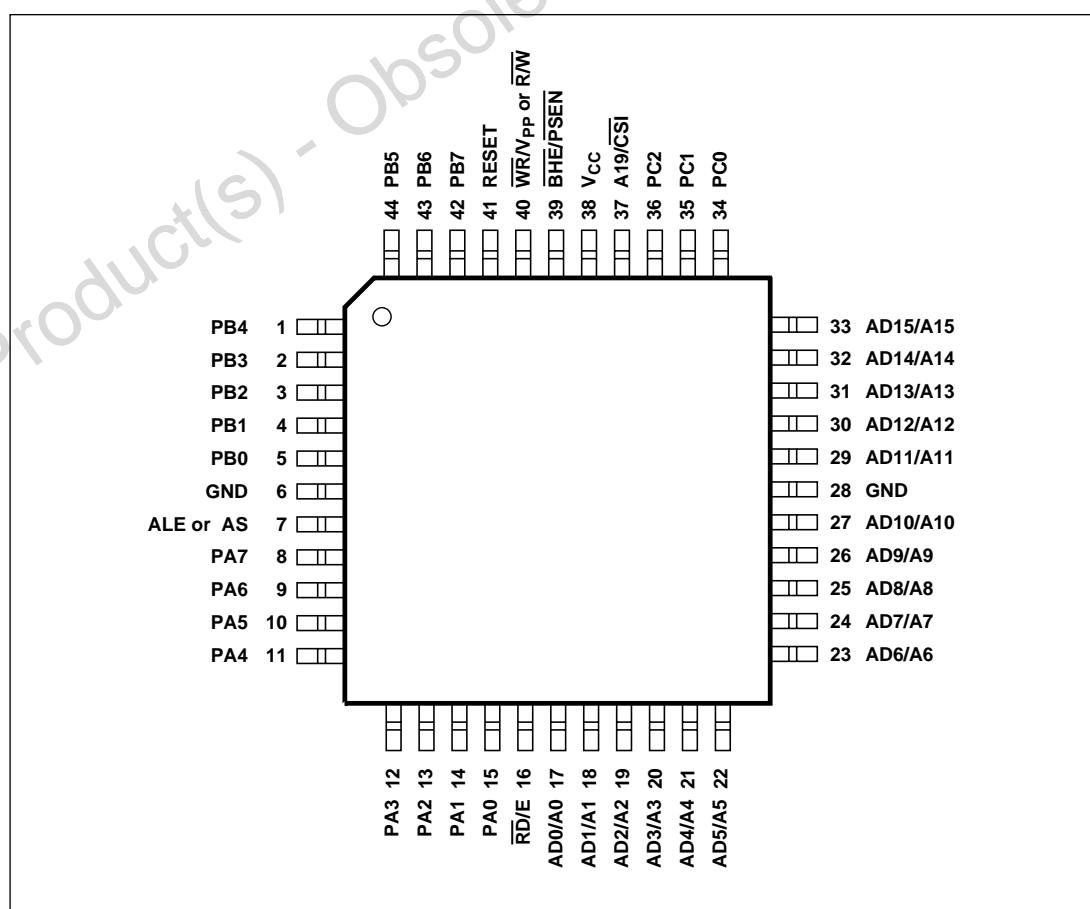 Product(s) - Obsole
44 PB5
43 PB6
42 PB7
41 RESET
40 W̅R̅/VPP or R̅/W̅
39 B̅H̅E̅/P̅S̅E̅N̅
38 VCC
37 A19/C̅S̅I̅
36 PC2
35 PC1
34 PC0
PB4 1
PB3 2
PB2 3
PB1 4
PB0 5
GND 6
ALE or AS 7
PA7 8
PA6 9
PA5 10
PA4 11
33 AD15/A15
32 AD14/A14
31 AD13/A13
30 AD12/A12
29 AD11/A11
28 GND
27 AD10/A10
26 AD9/A9
25 AD8/A8
24 AD7/A7
23 AD6/A6
PA3 12
PA2 13
PA1 14
PA0 15
R̅D̅/E 16
AD0/A0 17
AD1/A1 18
AD2/A2 19
AD3/A3 20
AD4/A4 21
AD5/A5 22